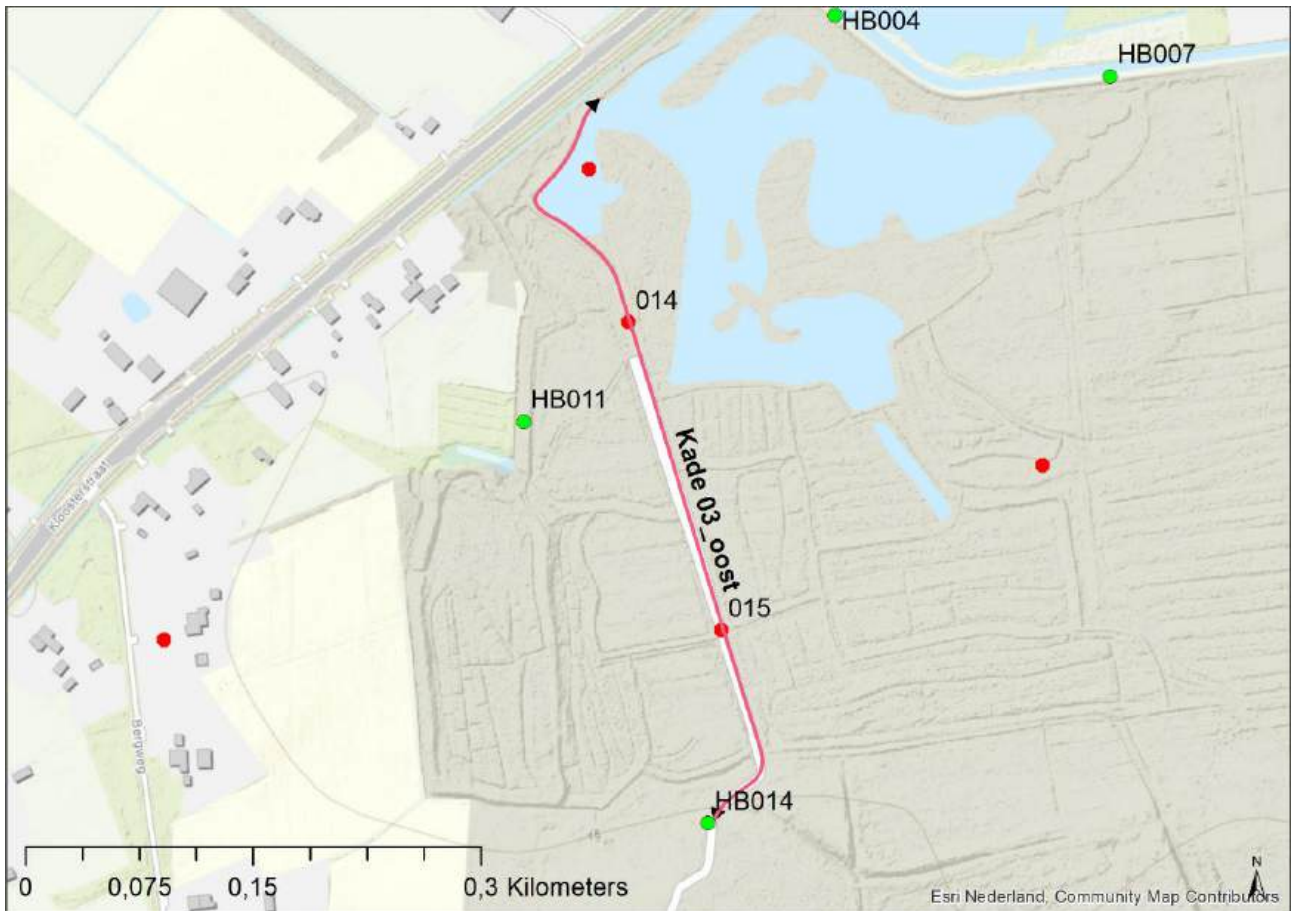 HB004
HB007
014
HB011
Kade 03_oost
Kloosterstraat
015
Bergweg
HB014
0 0,075 0,15 0,3 Kilometers
N
Esri Nederland, Community Map Contributors